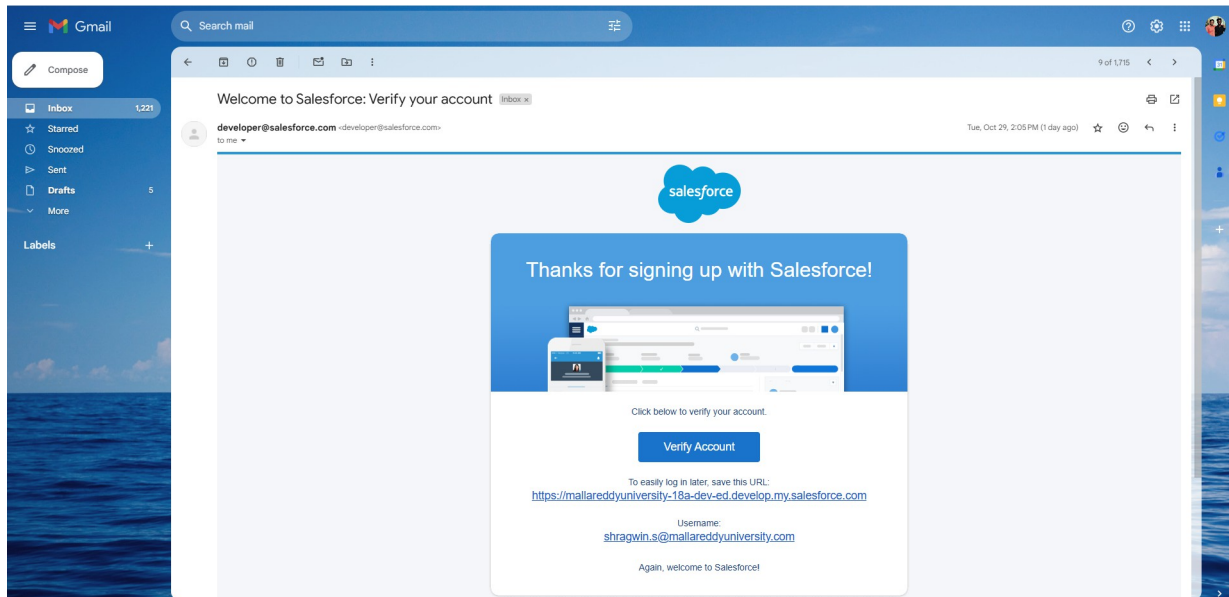 Gmail
Search mail
Compose
9 of 1,715
Inbox 1,221
Starred
Snoozed
Sent
Drafts 5
More
Labels
Welcome to Salesforce: Verify your account Inbox x
developer@salesforce.com <developer@salesforce.com>
to me
Tue, Oct 29, 2:05 PM (1 day ago)
salesforce
Thanks for signing up with Salesforce!
Click below to verify your account.
Verify Account
To easily log in later, save this URL:
https://mallareddyuniversity-18a-dev-ed.develop.my.salesforce.com
Username:
shragwin.s@mallareddyuniversity.com
Again, welcome to Salesforce!